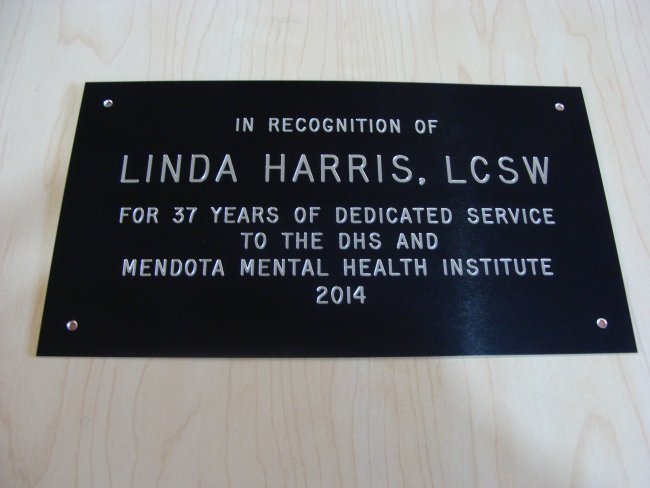 IN RECOGNITION OF
LINDA HARRIS, LCSW
FOR 37 YEARS OF DEDICATED SERVICE
TO THE DHS AND
MENDOTA MENTAL HEALTH INSTITUTE
2014